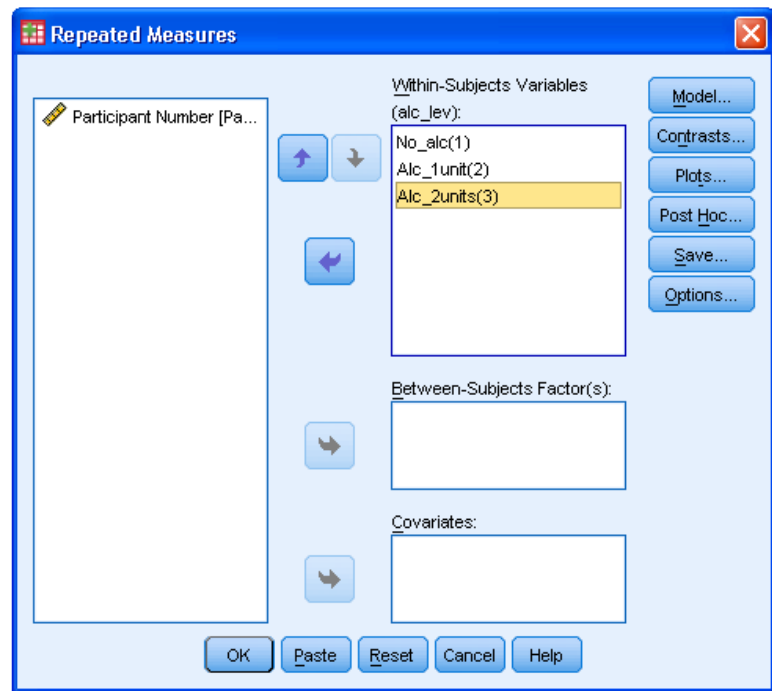 Repeated Measures
Participant Number [Pa...
Within-Subjects Variables
(alc_lev):
No_alc(1)
Alc_1unit(2)
Alc_2units(3)
Model...
Contrasts...
Plots...
Post Hoc...
Save...
Options...
Between-Subjects Factor(s):
Covariates:
OK Paste Reset Cancel Help